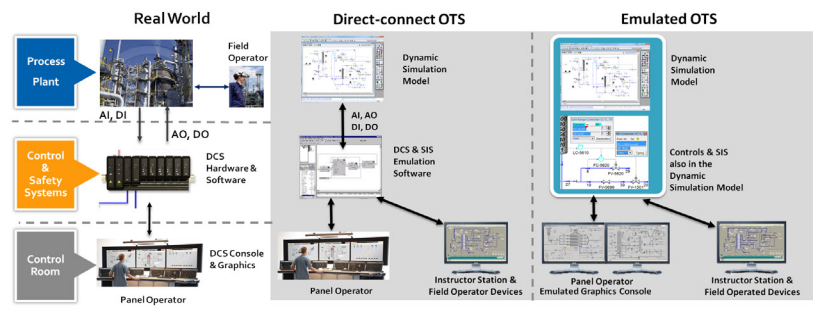 Real World
Direct-connect OTS
Emulated OTS
Process
Plant
Field
Operator
AI, DI
AO, DO
Control
&
Safety
Systems
DCS
Hardware &
Software
Control
Room
DCS Console
& Graphics
Panel Operator
Dynamic
Simulation
Model
AI, AO
DI, DO
DCS & SIS
Emulation
Software
Panel Operator
Instructor Station &
Field Operator Devices
Dynamic
Simulation
Model
Controls & SIS
also in the
Dynamic
Simulation Model
Panel Operator
Emulated Graphics Console
Instructor Station &
Field Operated Devices